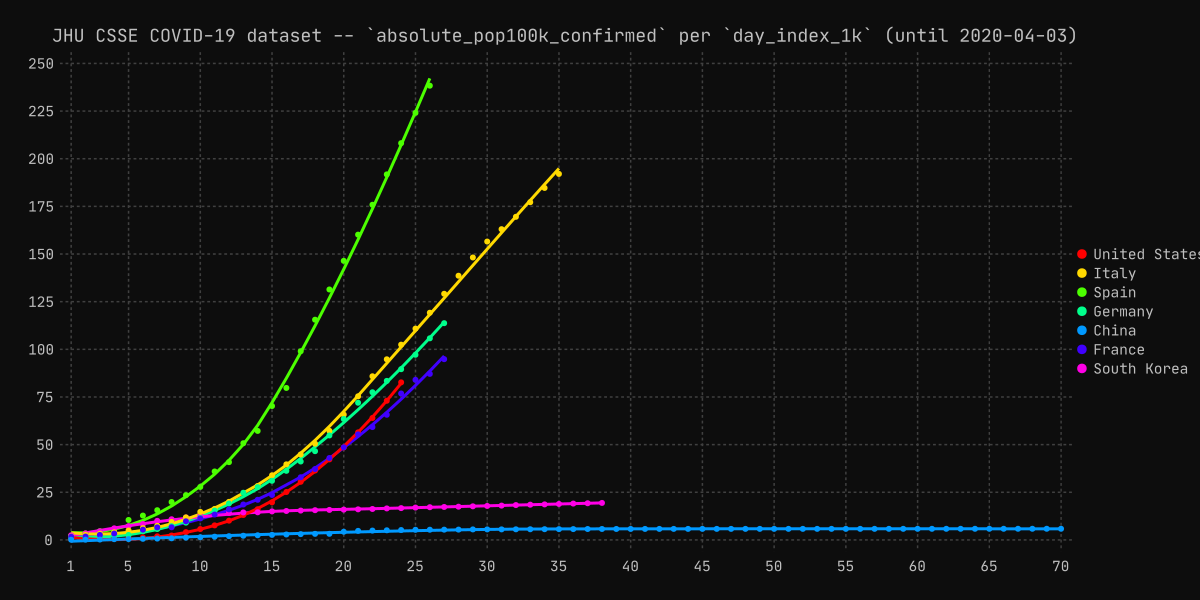 JHU CSSE COVID-19 dataset -- `absolute_pop100k_confirmed` per `day_index_1k` (until 2020-04-03)
250
225
200
175
150
125
100
75
50
25
0
1 5 10 15 20 25 30 35 40 45 50 55 60 65 70
United States
Italy
Spain
Germany
China
France
South Korea